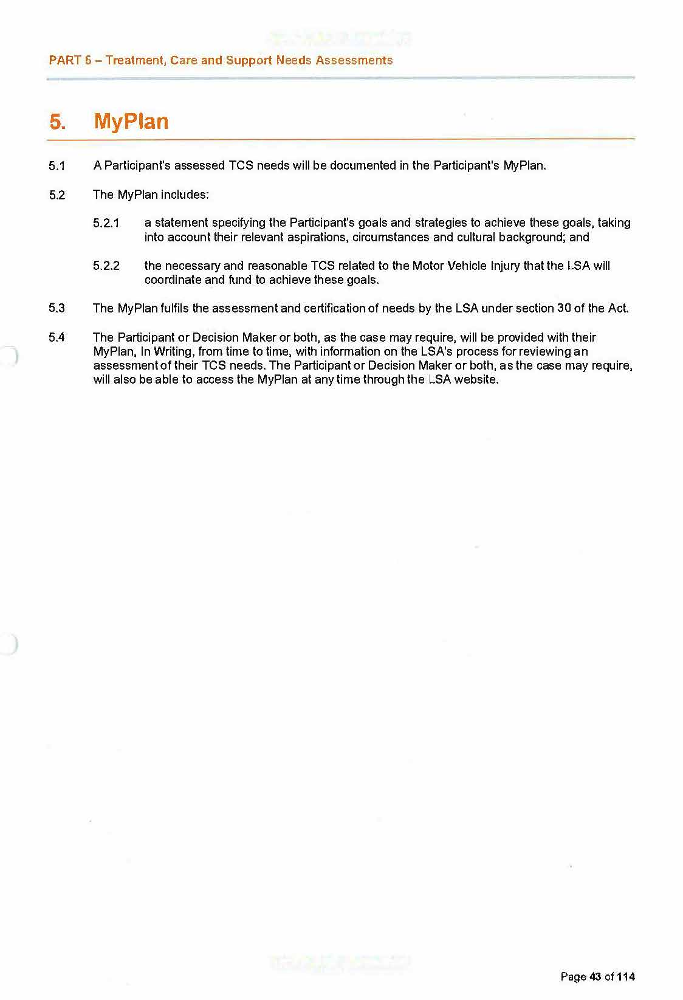 PART 5 – Treatment, Care and Support Needs Assessments
5. MyPlan
5.1 A Participant's assessed TCS needs will be documented in the Participant's MyPlan.
5.2 The MyPlan includes:
5.2.1 a statement specifying the Participant's goals and strategies to achieve these goals, taking
into account their relevant aspirations, circumstances and cultural background; and
5.2.2 the necessary and reasonable TCS related to the Motor Vehicle Injury that the LSA will
coordinate and fund to achieve these goals.
5.3 The MyPlan fulfils the assessment and certification of needs by the LSA under section 30 of the Act.
5.4 The Participant or Decision Maker or both, as the case may require, will be provided with their
MyPlan, In Writing, from time to time, with information on the LSA's process for reviewing an
assessment of their TCS needs. The Participant or Decision Maker or both, as the case may require,
will also be able to access the MyPlan at any time through the LSA website.
Page 43 of 114